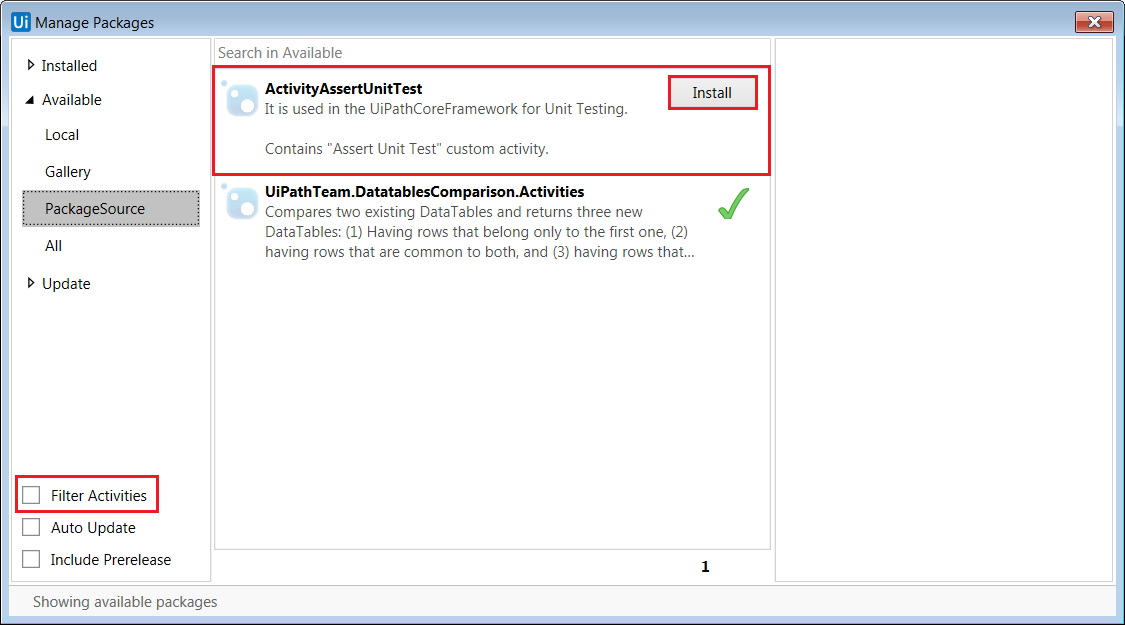 Ui Manage Packages
Installed
Available
Local
Gallery
PackageSource
All
Update
Filter Activities
Auto Update
Include Prerelease
Search in Available
ActivityAssertUnitTest
Install
It is used in the UiPathCoreFramework for Unit Testing.
Contains "Assert Unit Test" custom activity.
UiPathTeam.DatatablesComparison.Activities
Compares two existing DataTables and returns three new
DataTables: (1) Having rows that belong only to the first one, (2)
having rows that are common to both, and (3) having rows that...
1
Showing available packages